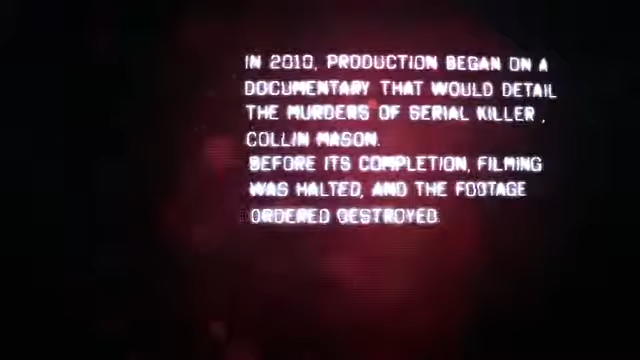 IN 2010, PRODUCTION BEGAN ON A
DOCUMENTARY THAT WOULD DETAIL
THE MURDERS OF SERIAL KILLER ,
COLLIN MASON.
BEFORE ITS COMPLETION, FILMING
WAS HALTED, AND THE FOOTAGE
ORDERED DESTROYED.